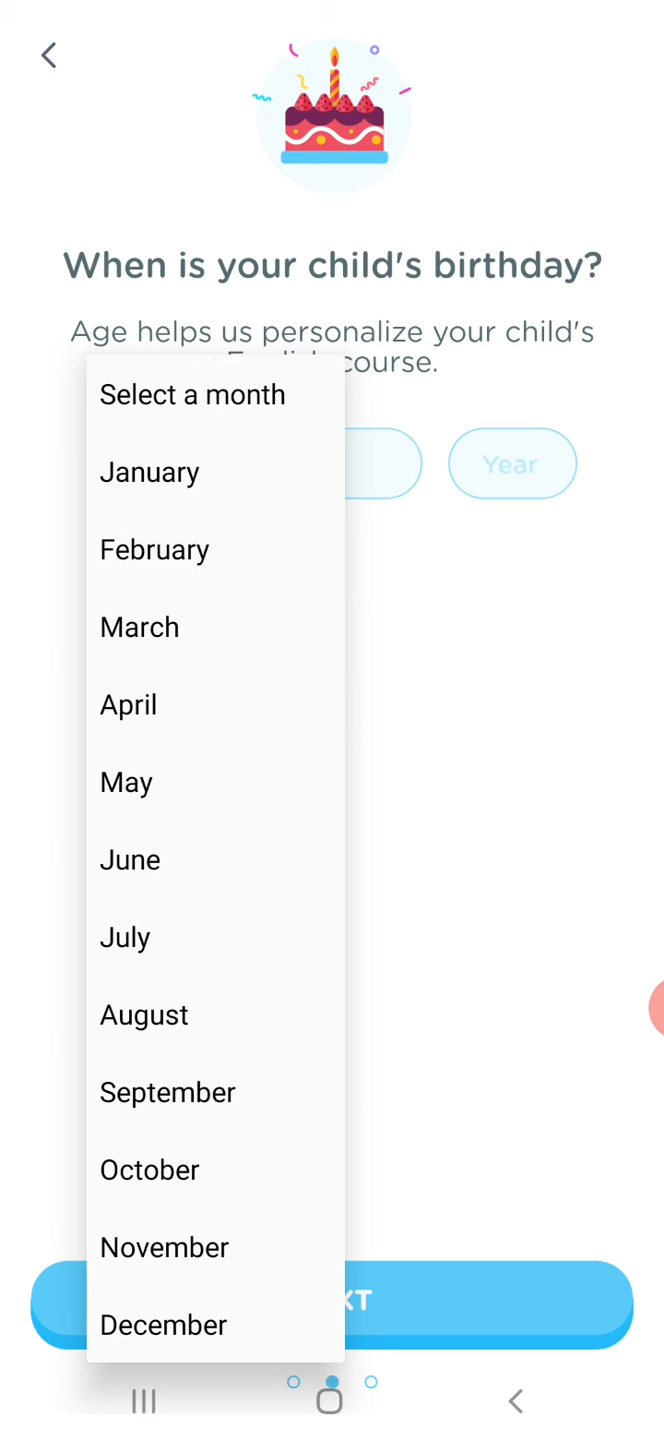 When is your child's birthday?
Age helps us personalize your child's
course.
Select a month
Year
January
February
March
April
May
June
July
August
September
October
November
December